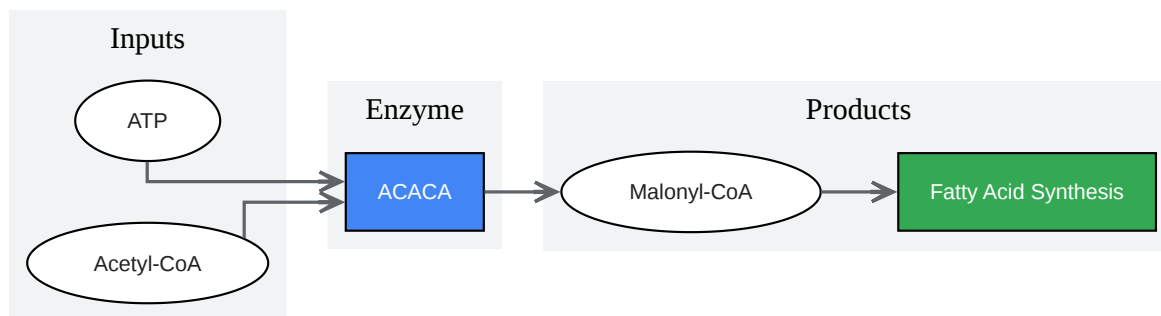 Inputs
ATP
Acetyl-CoA
Enzyme
ACACA
Products
Malonyl-CoA
Fatty Acid Synthesis